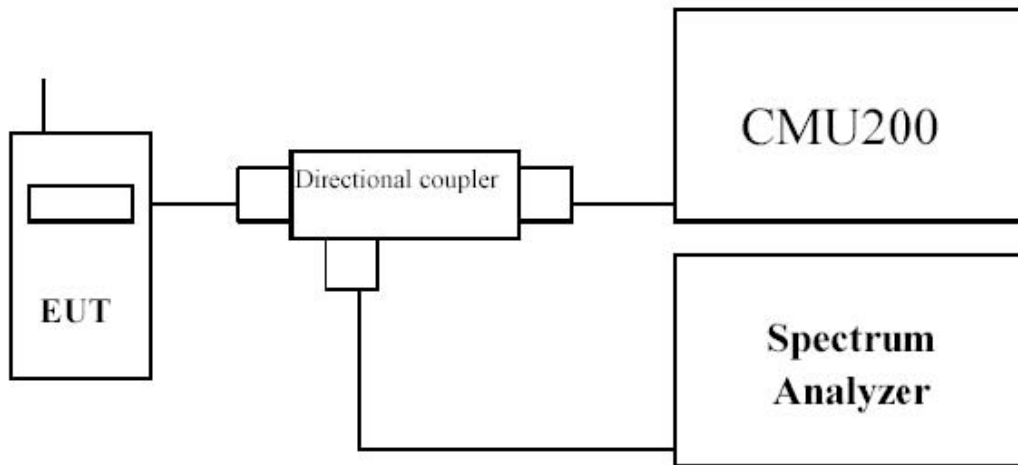 CMU200
Directional coupler
EUT
Spectrum
Analyzer